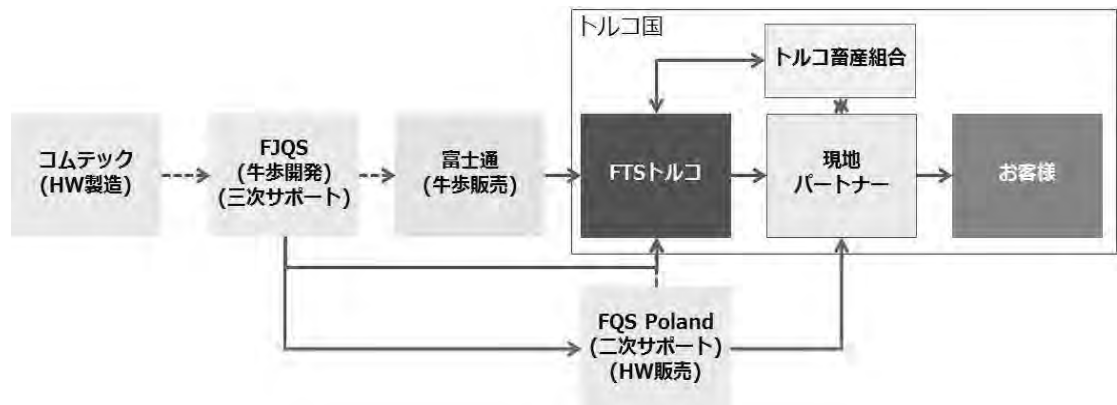 トルコ国
トルコ畜産組合
コムテック
(HW製造)
FJQS
(牛歩開発)
(三次サポート)
富士通
(牛歩販売)
FTSトルコ
現地
パートナー
お客様
FQS Poland
(二次サポート)
(HW販売)